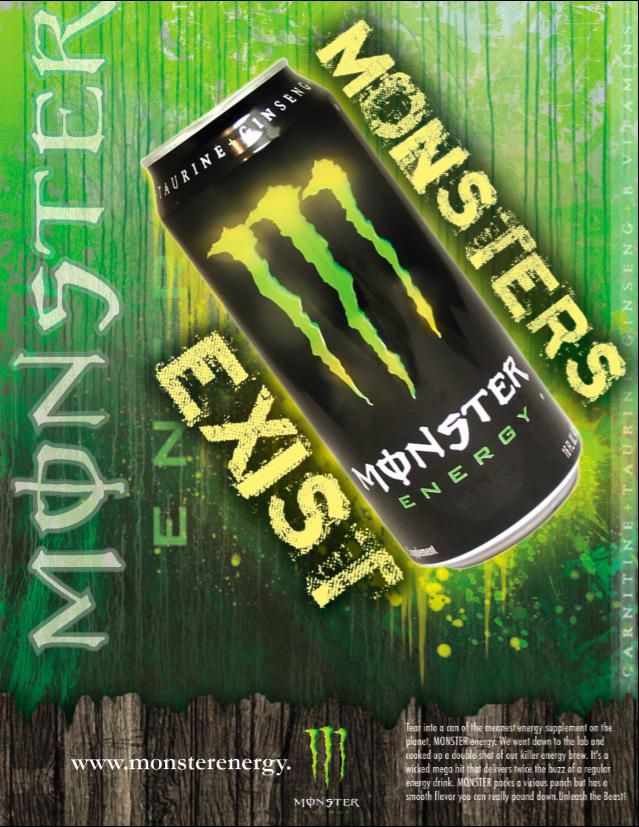 MONSTER
ENER
TAURINE+GINSENG
MONSTERS
EXIST
MONSTER
ENERGY
16 FL
CARNITINE+TAURINE+GINSENG+B VITAMINS
www.monsterenergy.
MONSTER
ENERGY
Tear into a can of the meanest energy supplement on the
planet, MONSTER energy. We went down to the lab and
cooked up a double shot of our killer energy brew. It's a
wicked mega hit that delivers twice the buzz of a regular
energy drink. MONSTER packs a vicious punch but has a
smooth flavor you can really pound down.Unleash the Beast!